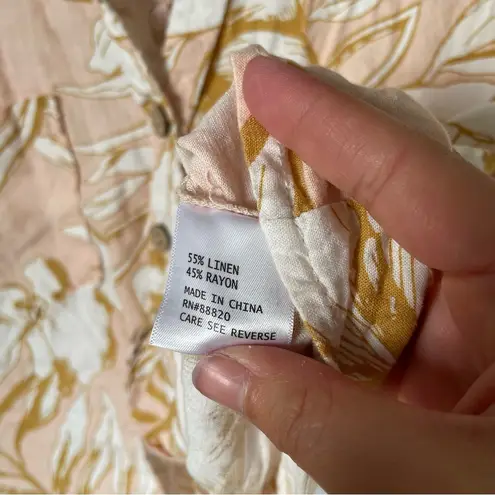 55% LINEN
45% RAYON
MADE IN CHINA
RN#88820
CARE SEE REVERSE